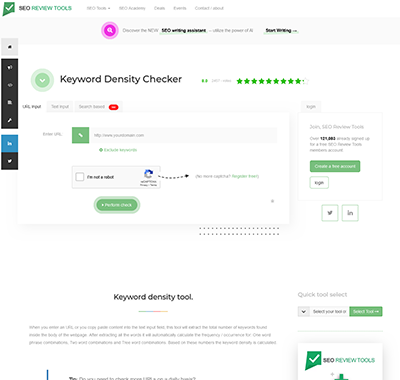 SEO REVIEW TOOLS
SEO Tools
SEO Academy
Deals
Events
Contact / about
Discover the NEW SEO writing assistant – utilize the power of AI
Start Writing
Keyword Density Checker
URL input
Text input
Search based
login
Enter URL
http://www.yourdomain.com
Exclude keywords
I'm not a robot
reCAPTCHA
Privacy - Terms
(No more captcha? Register now!)
Perform check
Join, SEO Review Tools
Over 121,083 already signed up
for a free SEO Review Tools
membership account.
Create a free account
login
Keyword density tool.
When you enter an URL or you copy paste content into the text input field, this tool will extract the total number of keywords found
inside the body of the webpage. After extracting all the words it will automatically calculate the frequency / occurrence for: One word
phrase combinations, Two word combinations and Three word combinations. Based on these numbers the keyword density is calculated.
Quick tool select
Select your tool
Select Tool
SEO REVIEW TOOLS
Tip: Do you need to check more URLs on a daily basis?